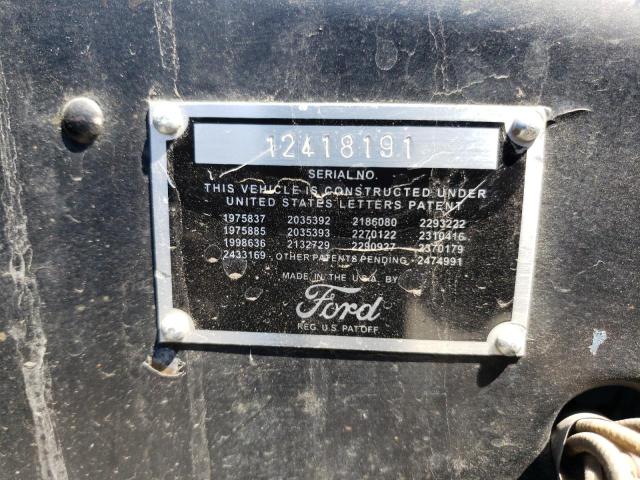 12418191
SERIAL NO.
THIS VEHICLE IS CONSTRUCTED UNDER
UNITED STATES LETTERS PATENT
1975837 2035392 2186080 2293222
1975885 2035393 2270122 2310416
1998636 2132729 2290927 2370179
2433169 OTHER PATENTS PENDING - 2474991
MADE IN THE U.S.A. BY
Ford
REG. U.S. PAT OFF